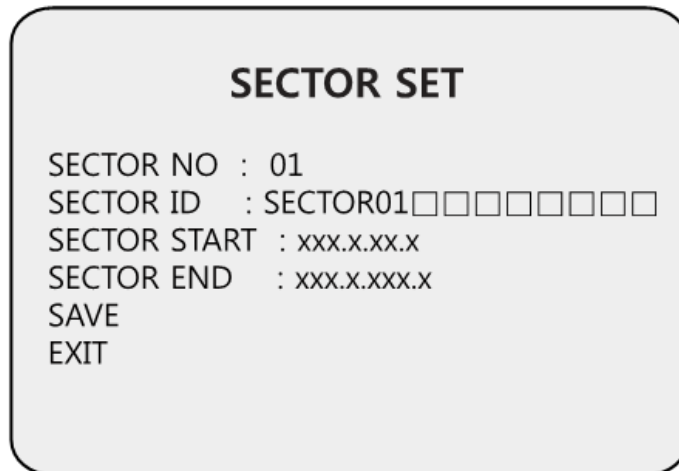 SECTOR SET
SECTOR NO : 01
SECTOR ID : SECTOR01□□□□□□□□
SECTOR START : xxx.x.xx.x
SECTOR END : xxx.x.xxx.x
SAVE
EXIT